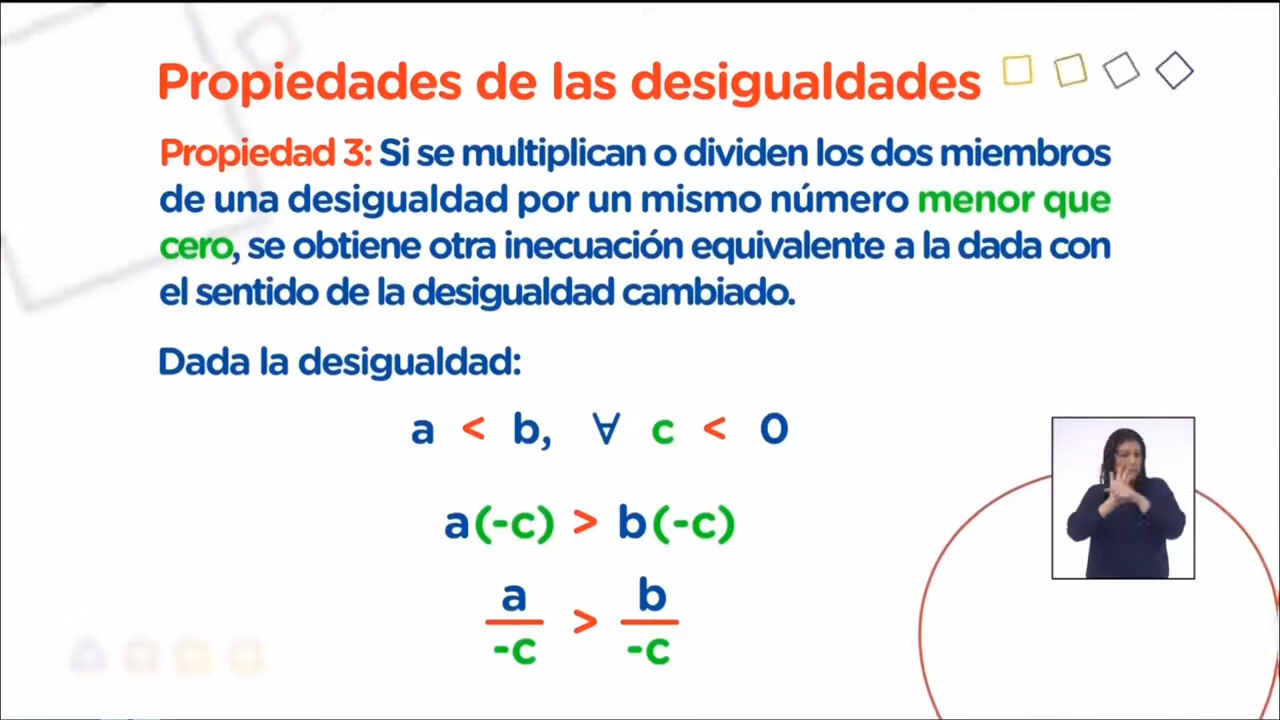 Propiedades de las desigualdades
Propiedad 3: Si se multiplican o dividen los dos miembros
de una desigualdad por un mismo número menor que
cero, se obtiene otra inecuación equivalente a la dada con
el sentido de la desigualdad cambiado.
Dada la desigualdad:
a < b, ∀ c < 0
a(-c) > b(-c)
a/-c > b/-c